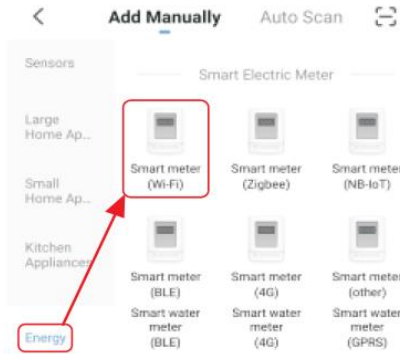 Add Manually Auto Scan
Sensors
Smart Electric Meter
Large
Home Ap...
Smart meter
(Wi-Fi)
Smart meter
(Zigbee)
Smart meter
(NB-IoT)
Small
Home Ap...
Kitchen
Appliances
Smart meter
(BLE)
Smart meter
(4G)
Smart meter
(other)
Smart water
meter
(BLE)
Smart water
meter
(4G)
Smart water
meter
(GPRS)
Energy